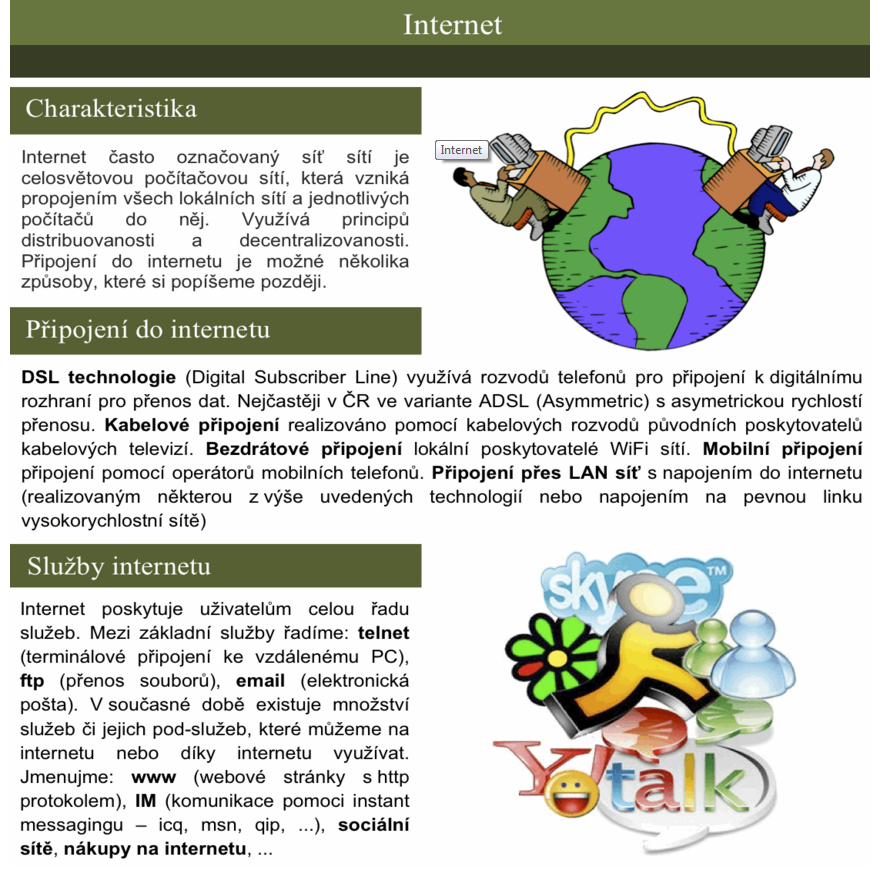 Internet
Charakteristika
Internet často označovaný síť sítí je
celosvětovou počítačovou sítí, která vzniká
propojením všech lokálních sítí a jednotlivých
počítačů do něj. Využívá principů
distribuovanosti a decentralizovanosti.
Připojení do internetu je možné několika
způsoby, které si popíšeme později.
Internet
Připojení do internetu
DSL technologie (Digital Subscriber Line) využívá rozvodů telefonů pro připojení k digitálnímu
rozhraní pro přenos dat. Nejčastěji v ČR ve variante ADSL (Asymmetric) s asymetrickou rychlostí
přenosu. Kabelové připojení realizováno pomocí kabelových rozvodů původních poskytovatelů
kabelových televizí. Bezdrátové připojení lokální poskytovatelé WiFi sítí. Mobilní připojení
připojení pomocí operátorů mobilních telefonů. Připojení přes LAN síť s napojením do internetu
(realizovaným některou z výše uvedených technologií nebo napojením na pevnou linku
vysokorychlostní sítě)
Služby internetu
Internet poskytuje uživatelům celou řadu
služeb. Mezi základní služby řadíme: telnet
(terminálové připojení ke vzdálenému PC),
ftp (přenos souborů), email (elektronická
pošta). V současné době existuje množství
služeb či jejich pod-služeb, které můžeme na
internetu nebo díky internetu využívat.
Jmenujme: www (webové stránky s http
protokolem), IM (komunikace pomoci instant
messagingu – icq, msn, qip, ...), sociální
sítě, nákupy na internetu, ...
skype TM
Y!
talk